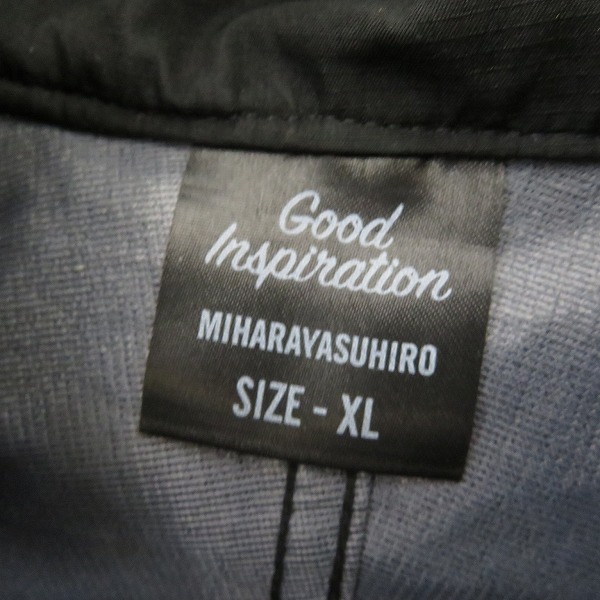 Good
Inspiration
MIHARAYASUHIRO
SIZE - XL